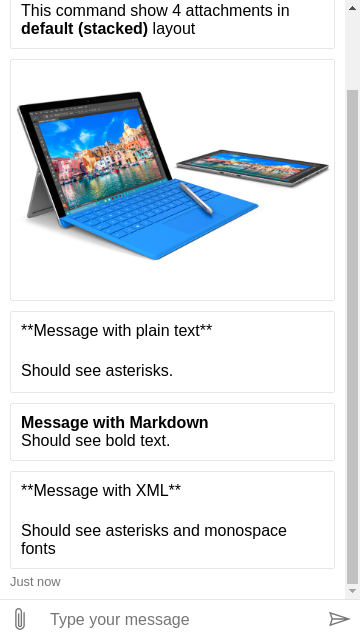 This command show 4 attachments in
default (stacked) layout
**Message with plain text**
Should see asterisks.
Message with Markdown
Should see bold text.
**Message with XML**
Should see asterisks and monospace
fonts
Just now
Type your message